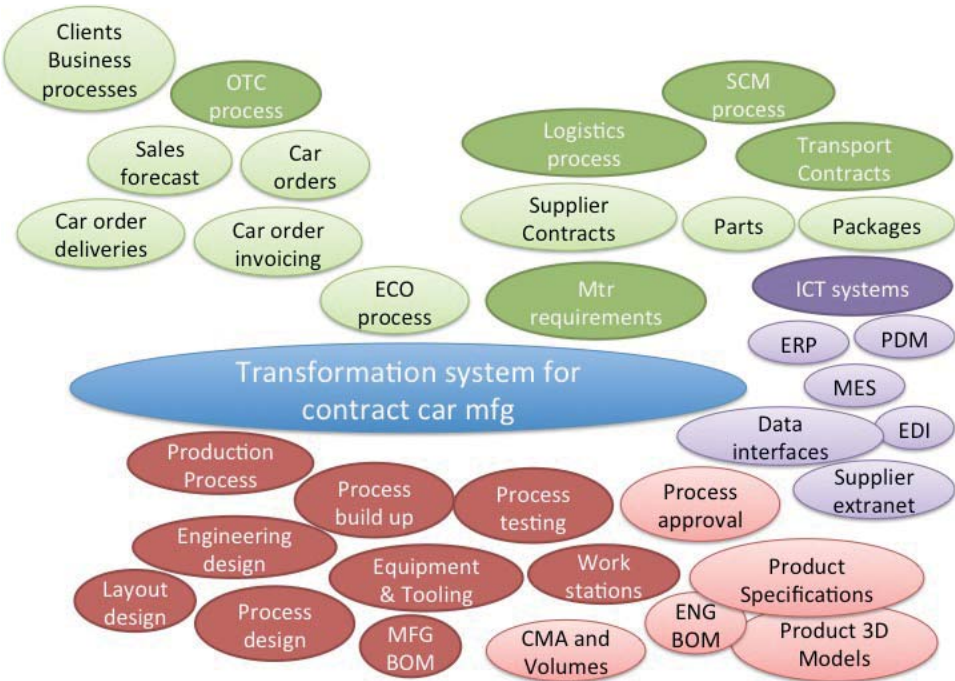 Clients
Business
processes
OTC
process
SCM
process
Logistics
process
Transport
Contracts
Sales
forecast
Car
orders
Supplier
Contracts
Parts
Packages
Car order
deliveries
Car order
invoicing
ECO
process
Mtr
requirements
ICT systems
ERP
PDM
MES
Transformation system for
contract car mfg
Data
interfaces
EDI
Supplier
extranet
Production
Process
Process
build up
Process
testing
Process
approval
Engineering
design
Equipment
& Tooling
Work
stations
Product
Specifications
Layout
design
Process
design
MFG
BOM
CMA and
Volumes
ENG
BOM
Product 3D
Models